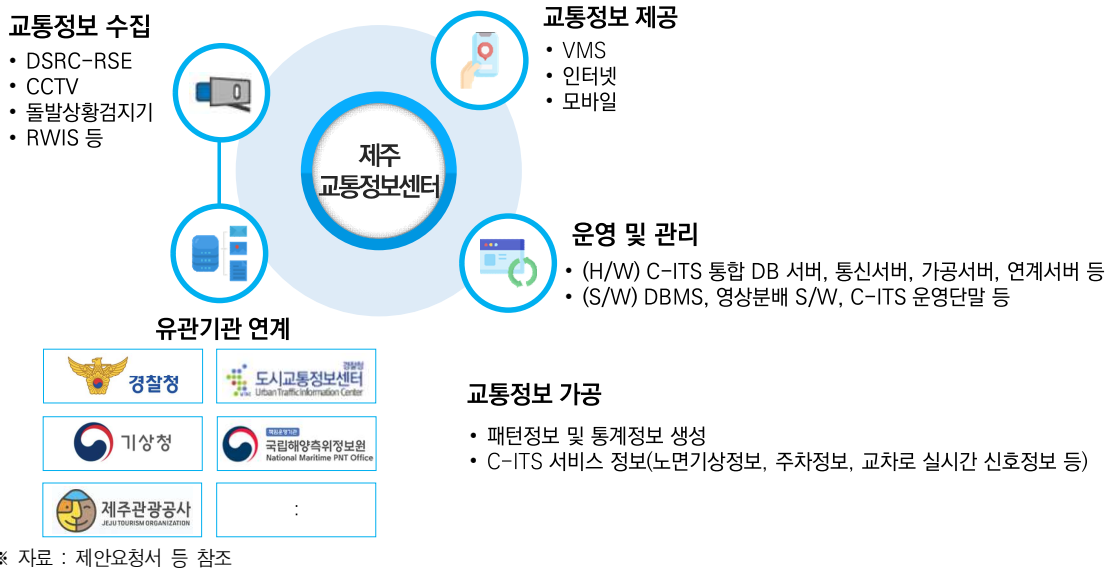 교통정보 수집
• DSRC-RSE
• CCTV
• 돌발상황검지기
• RWIS 등
교통정보 제공
• VMS
• 인터넷
• 모바일
제주
교통정보센터
운영 및 관리
• (H/W) C-ITS 통합 DB 서버, 통신서버, 가공서버, 연계서버 등
• (S/W) DBMS, 영상분배 S/W, C-ITS 운영단말 등
유관기관 연계
경찰청
경찰청
도시교통정보센터
Urban Traffic Information Center
기상청
책임운영기관
국립해양측위정보원
National Maritime PNT Office
제주관광공사
JEJU TOURISM ORGANIZATION
:
교통정보 가공
• 패턴정보 및 통계정보 생성
• C-ITS 서비스 정보(노면기상정보, 주차정보, 교차로 실시간 신호정보 등)
※ 자료 : 제안요청서 등 참조